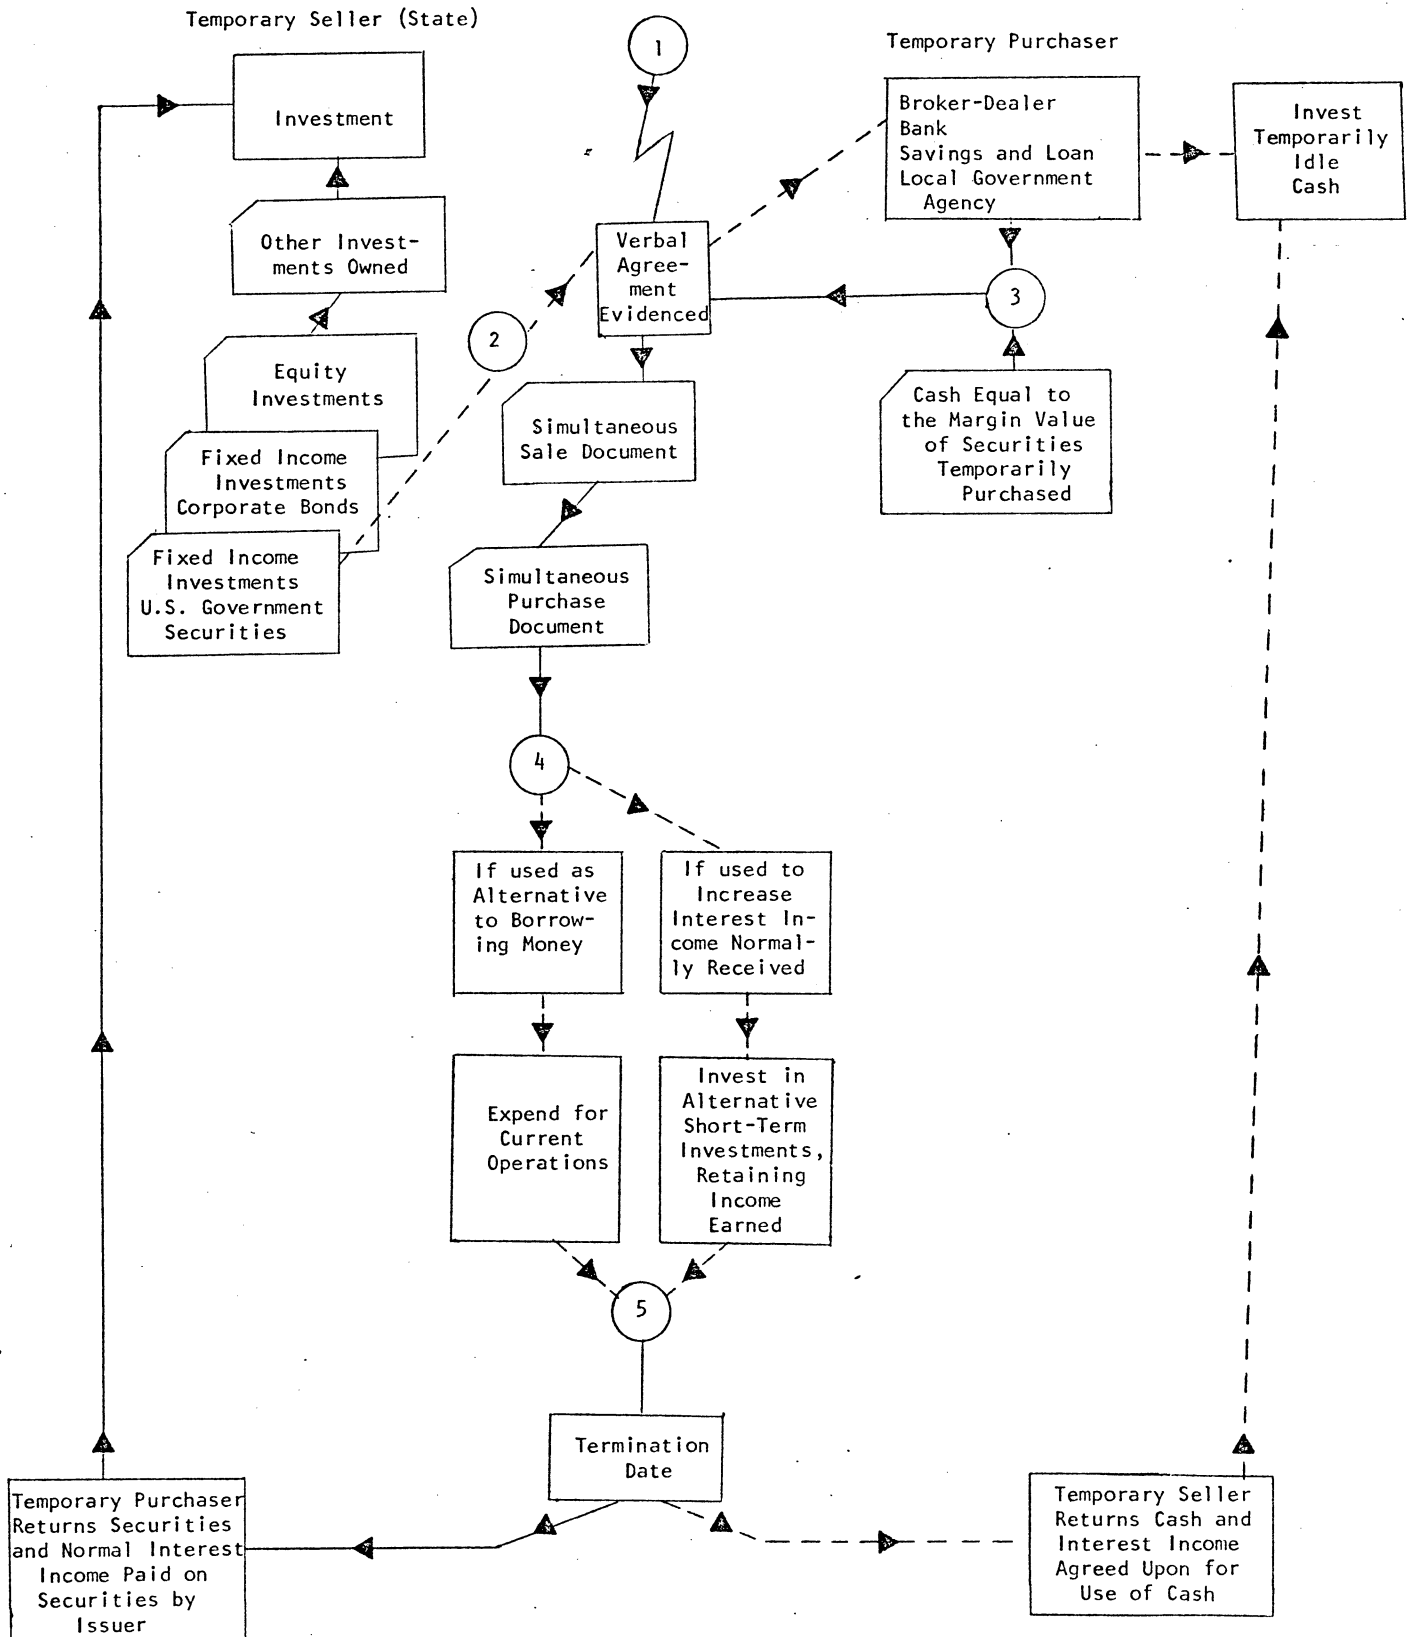 Temporary Seller (State)
1
Temporary Purchaser
Investment
Broker-Dealer
Bank
Savings and Loan
Local Government
Agency
Invest
Temporarily
Idle
Cash
Other Invest-
ments Owned
Verbal
Agree-
ment
Evidenced
3
2
Equity
Investments
Cash Equal to
the Margin Value
of Securities
Temporarily
Purchased
Simultaneous
Sale Document
Fixed Income
Investments
Corporate Bonds
Fixed Income
Investments
U.S. Government
Securities
Simultaneous
Purchase
Document
4
If used as
Alternative
to Borrow-
ing Money
If used to
Increase
Interest In-
come Normal-
ly Received
Expend for
Current
Operations
Invest in
Alternative
Short-Term
Investments,
Retaining
Income
Earned
5
Termination
Date
Temporary Purchaser
Returns Securities
and Normal Interest
Income Paid on
Securities by
Issuer
Temporary Seller
Returns Cash and
Interest Income
Agreed Upon for
Use of Cash